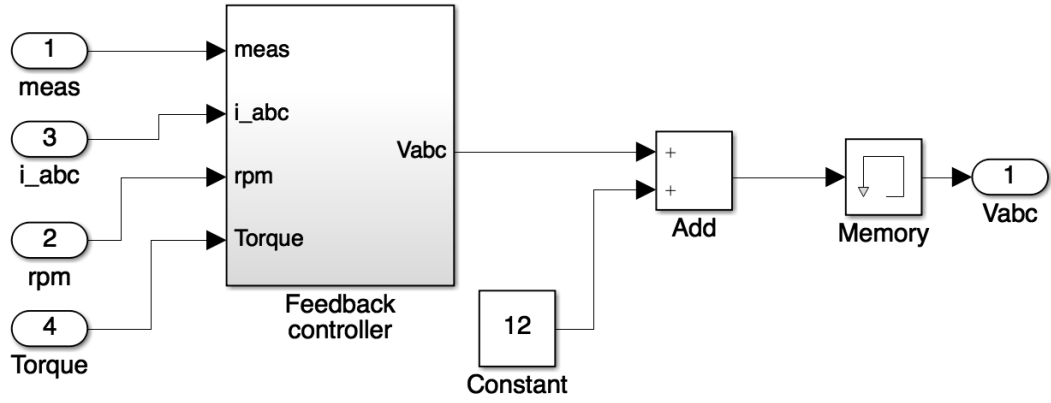 1
meas
3
i_abc
2
rpm
4
Torque
meas
i_abc
rpm
Torque
Vabc
Feedback
controller
12
Constant
+
+
Add
Memory
1
Vabc